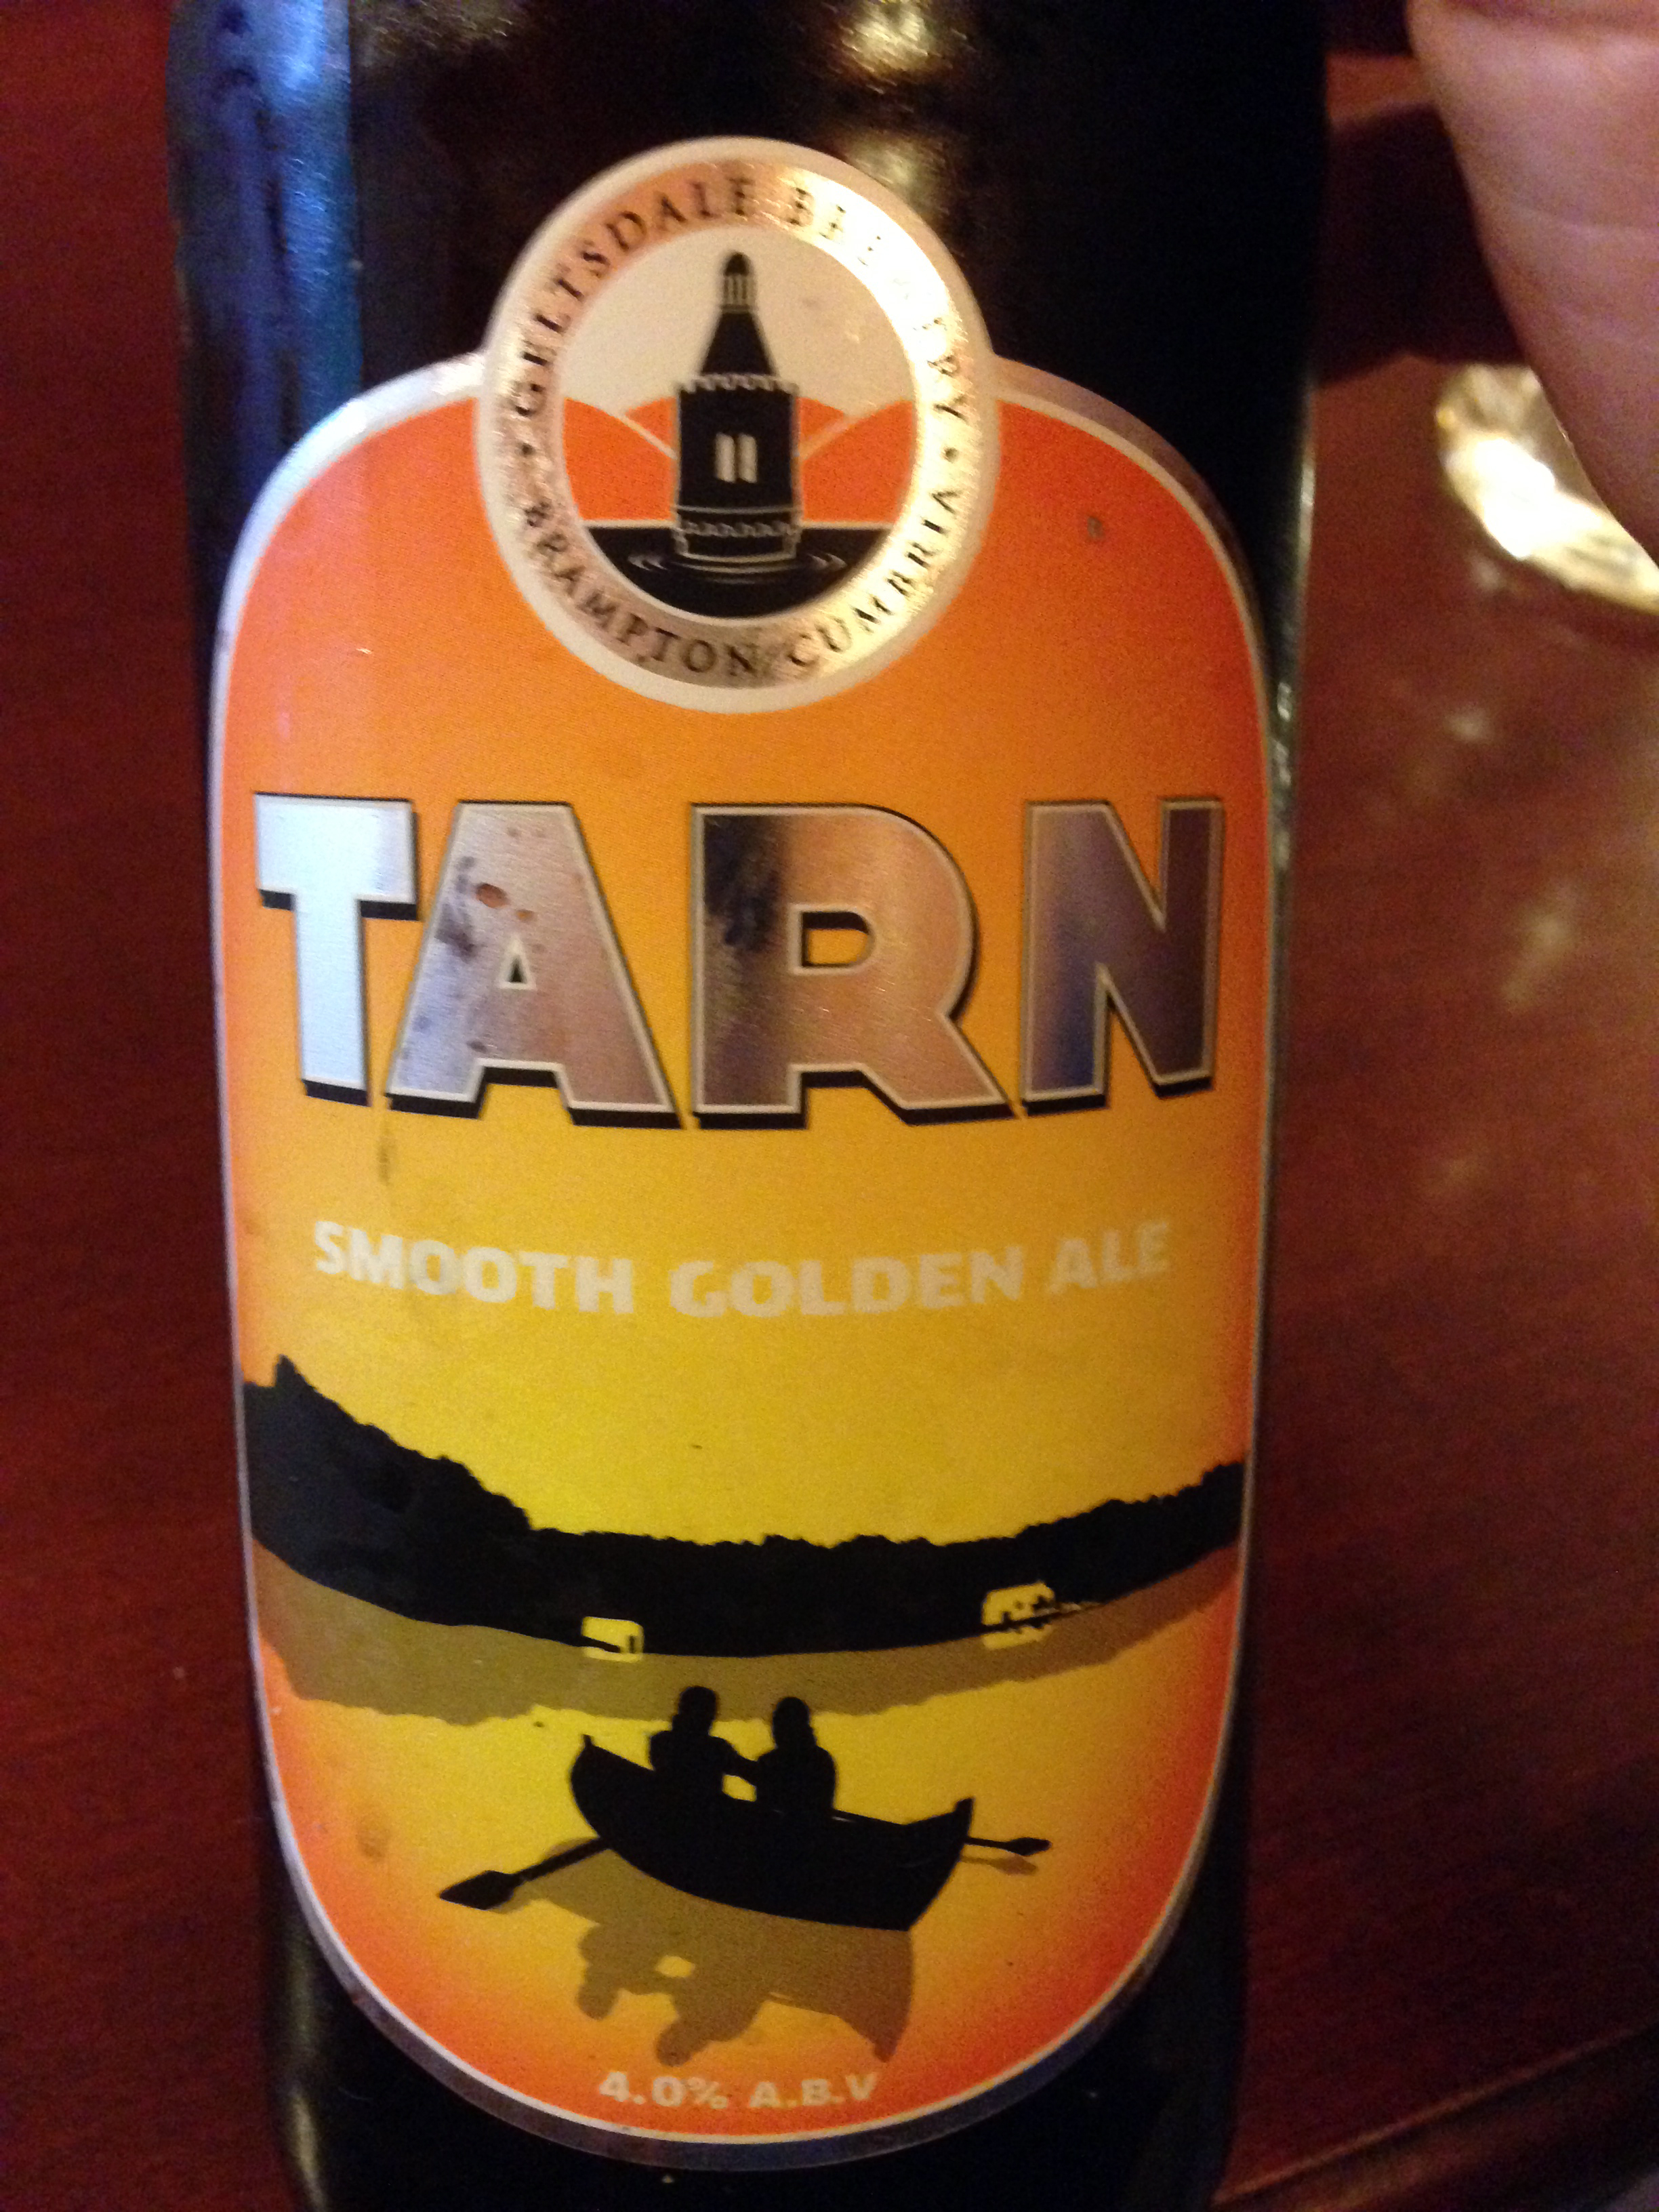 GELTSDALE BREWERY
• BRAMPTON CUMBRIA •
TARN
SMOOTH GOLDEN ALE
4.0% A.B.V